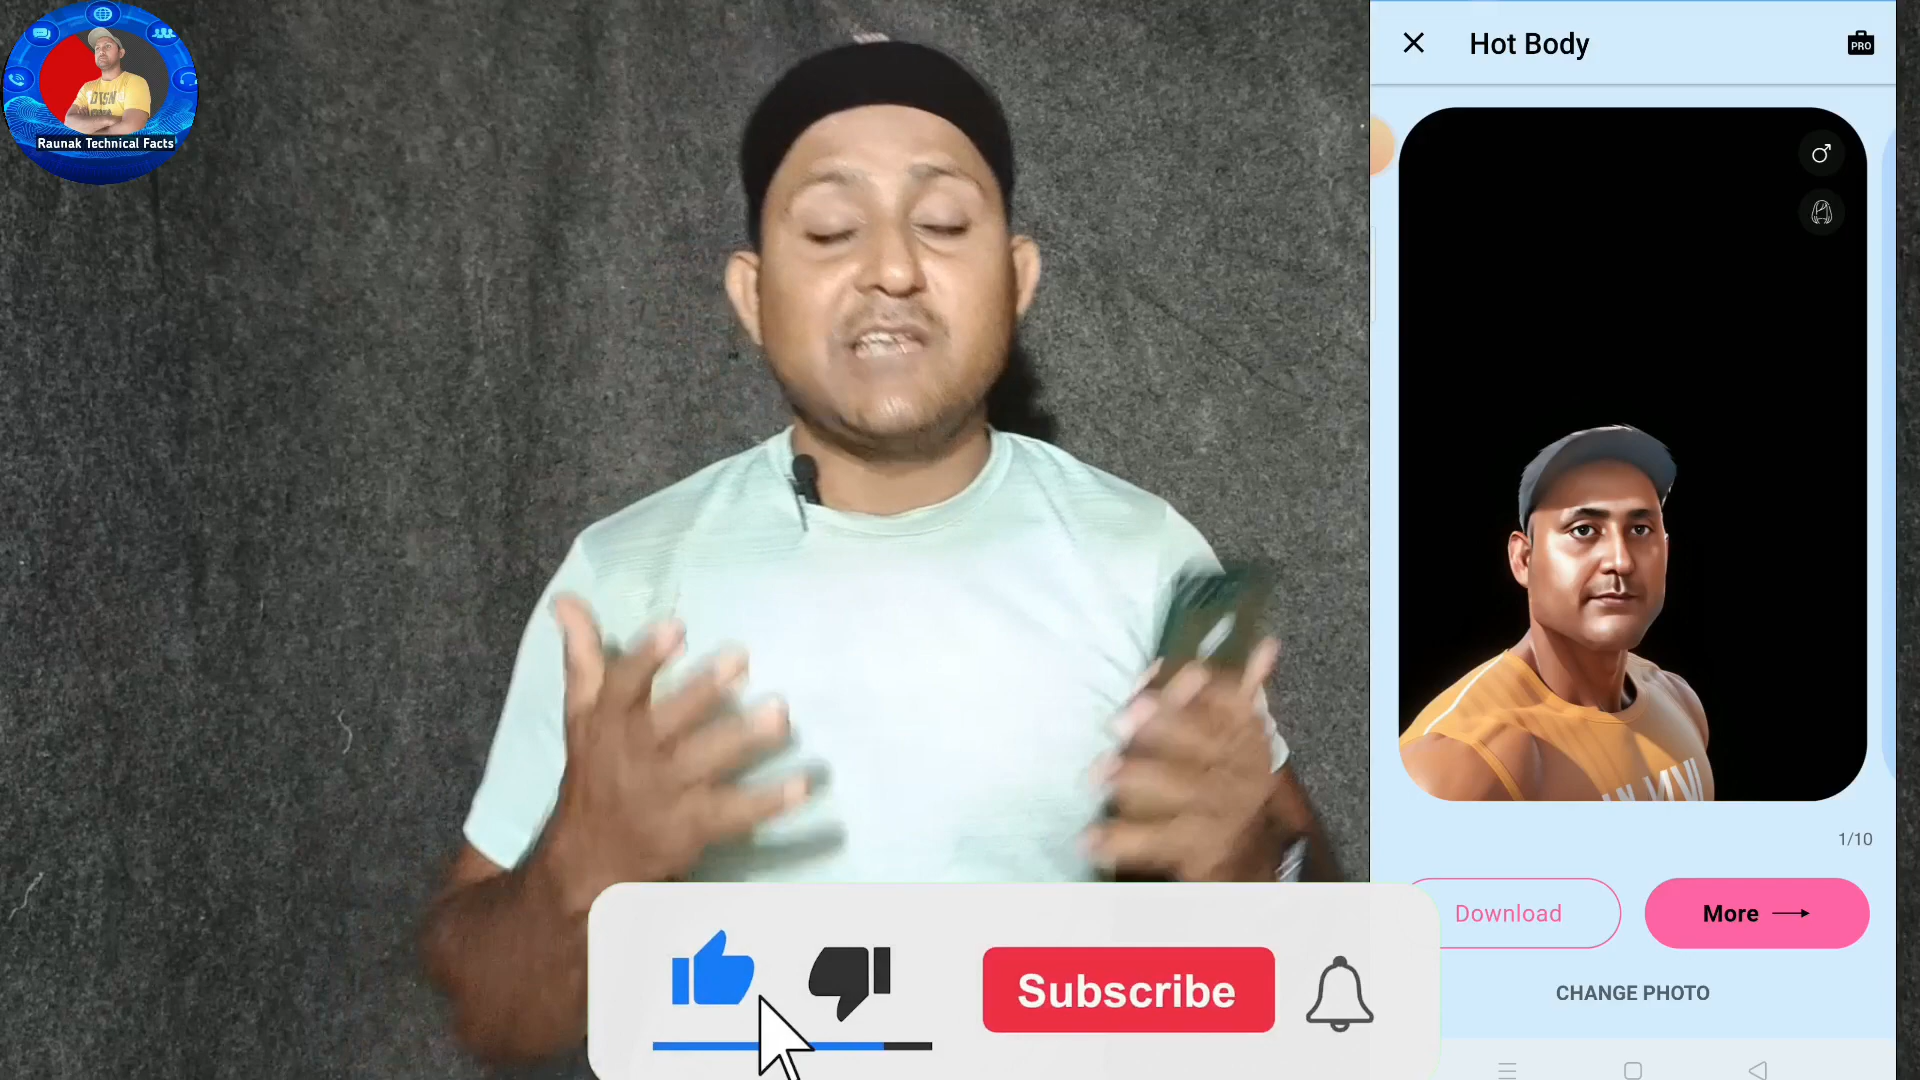 Raunak Technical Facts
Hot Body
PRO
1/10
Download
More
CHANGE PHOTO
Subscribe